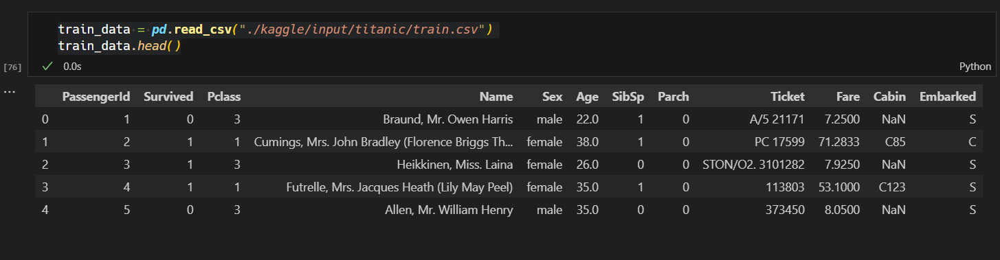 train_data = pd.read_csv("./kaggle/input/titanic/train.csv")
train_data.head()
[76] 0.0s Python
... PassengerId Survived Pclass Name Sex Age SibSp Parch Ticket Fare Cabin Embarked
0 1 0 3 Braund, Mr. Owen Harris male 22.0 1 0 A/5 21171 7.2500 NaN S
1 2 1 1 Cumings, Mrs. John Bradley (Florence Briggs Th... female 38.0 1 0 PC 17599 71.2833 C85 C
2 3 1 3 Heikkinen, Miss. Laina female 26.0 0 0 STON/O2. 3101282 7.9250 NaN S
3 4 1 1 Futrelle, Mrs. Jacques Heath (Lily May Peel) female 35.0 1 0 113803 53.1000 C123 S
4 5 0 3 Allen, Mr. William Henry male 35.0 0 0 373450 8.0500 NaN S